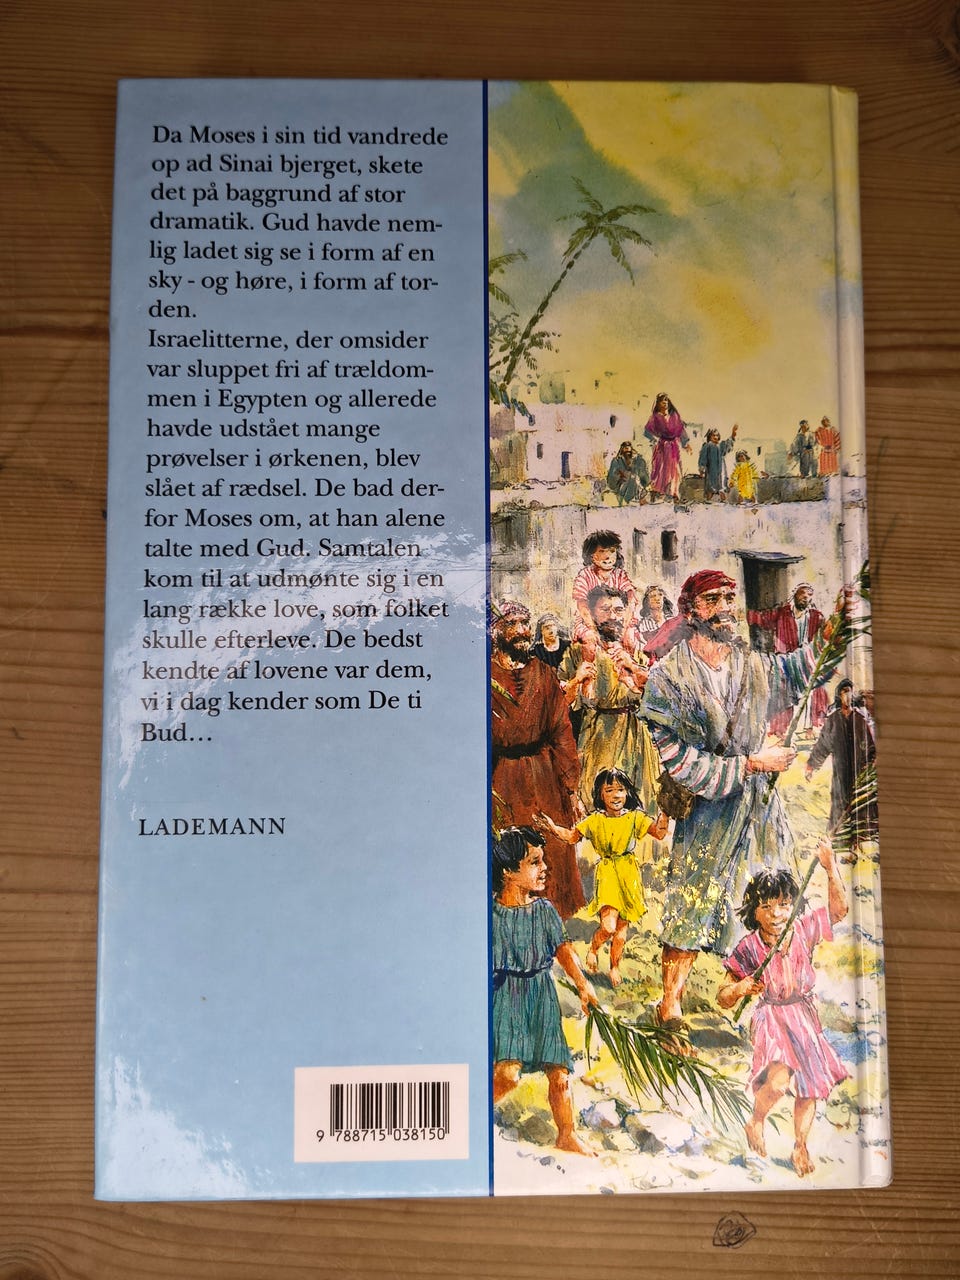 Da Moses i sin tid vandrede
op ad Sinai bjerget, skete
det på baggrund af stor
dramatik. Gud havde nem-
lig ladet sig se i form af en
sky - og høre, i form af tor-
den.
Israelitterne, der omsider
var sluppet fri af trældom-
men i Egypten og allerede
havde udstået mange
prøvelser i ørkenen, blev
slået af rædsel. De bad der-
for Moses om, at han alene
talte med Gud. Samtalen
kom til at udmønte sig i en
lang række love, som folket
skulle efterleve. De bedst
kendte af lovene var dem,
vi i dag kender som De ti
Bud...
LADEMANN
9 788715 038150